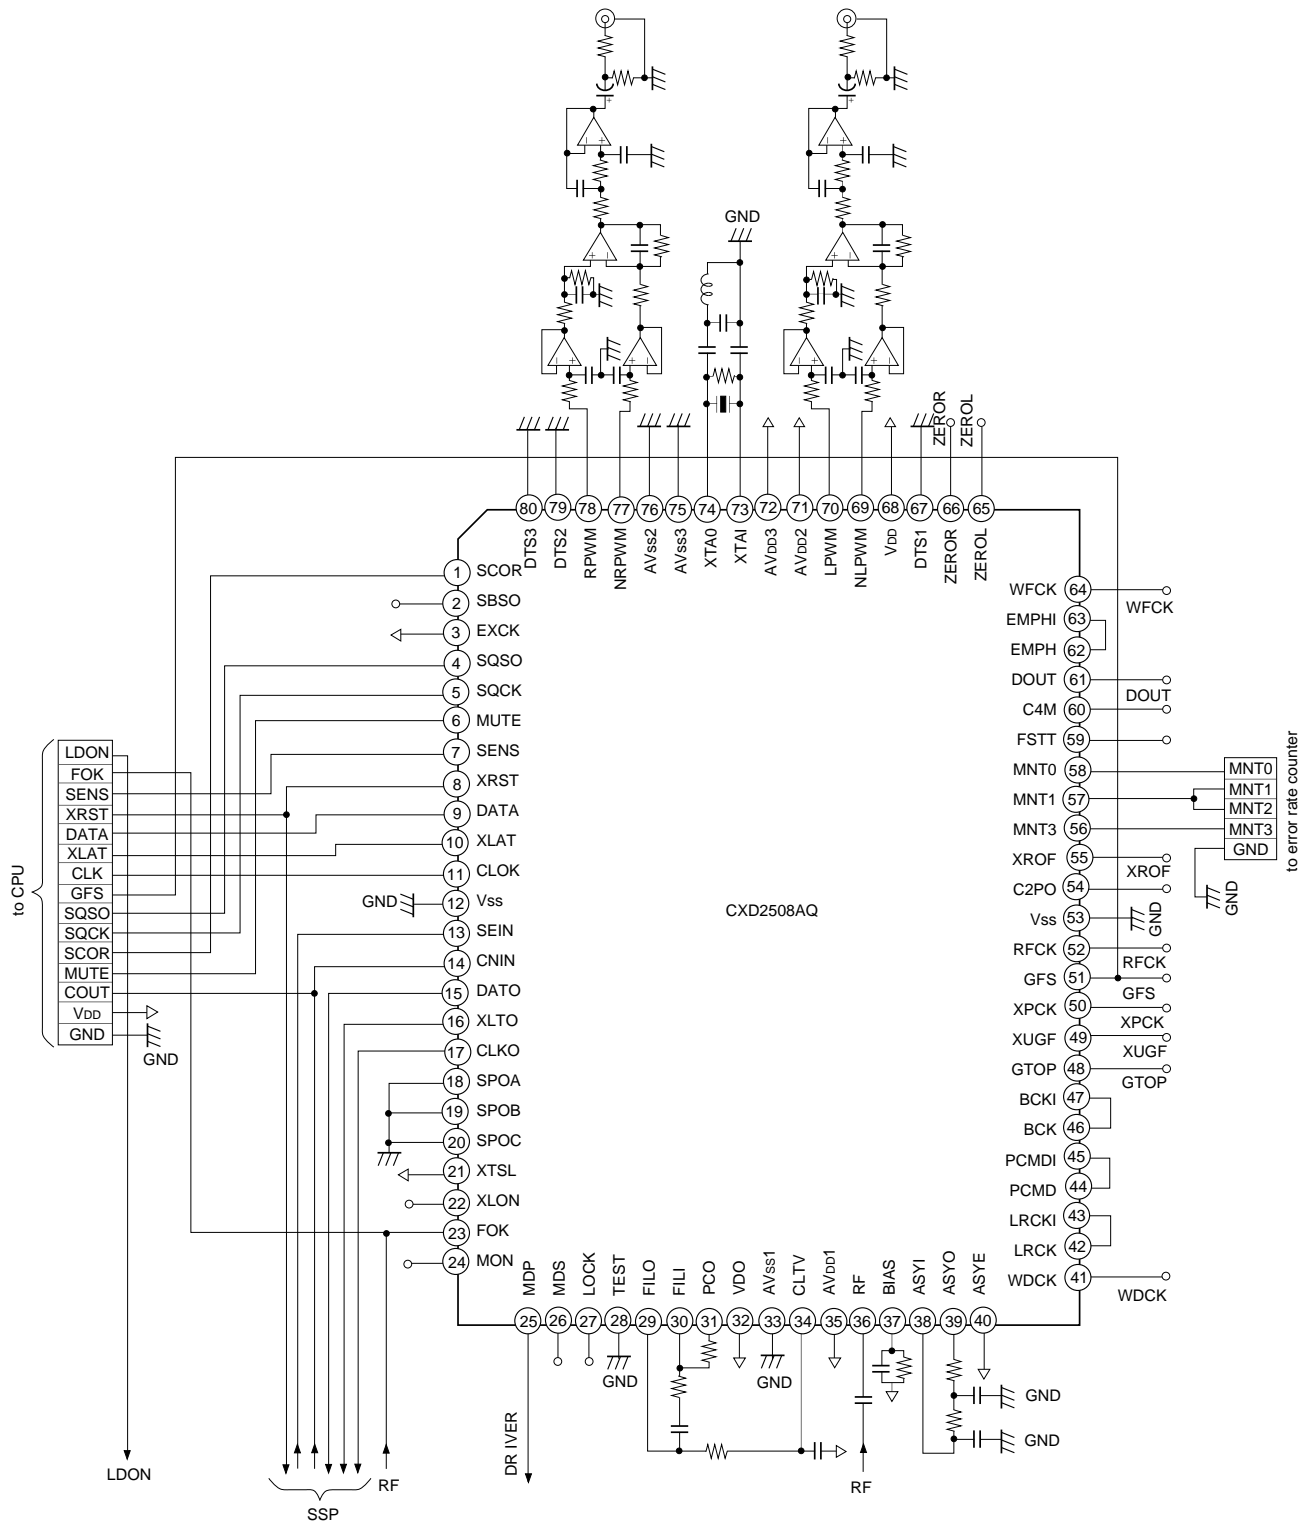 GND
ZEROR
ZEROL
80
79
78
77
76
75
74
73
72
71
70
69
68
67
66
65
DTS3
DTS2
RPWM
NRPWM
AVss2
AVss3
XTA0
XTAI
AVDD3
AVDD2
LPWM
NLPWM
VDD
DTS1
ZEROR
ZEROL
1 SCOR
2 SBSO
3 EXCK
4 SQSO
5 SQCK
6 MUTE
7 SENS
8 XRST
9 DATA
10 XLAT
11 CLOK
GND 12 Vss
13 SEIN
14 CNIN
15 DATO
16 XLTO
17 CLKO
18 SPOA
19 SPOB
20 SPOC
21 XTSL
22 XLON
23 FOK
24 MON
to CPU
LDON
FOK
SENS
XRST
DATA
XLAT
CLK
GFS
SQSO
SQCK
SCOR
MUTE
COUT
VDD
GND
GND
CXD2508AQ
WFCK 64
WFCK
EMPHI 63
EMPH 62
DOUT 61
DOUT
C4M 60
FSTT 59
MNT0 58
MNT1 57
MNT3 56
XROF 55
XROF
C2PO 54
Vss 53
GND
RFCK 52
RFCK
GFS 51
GFS
XPCK 50
XPCK
XUGF 49
XUGF
GTOP 48
GTOP
BCKI 47
BCK 46
PCMDI 45
PCMD 44
LRCKI 43
LRCK 42
WDCK 41
WDCK
MNT0
MNT1
MNT2
MNT3
GND
GND
to error rate counter
MDP
MDS
LOCK
TEST
FILO
FILI
PCO
VDO
AVss1
CLTV
AVDD1
RF
BIAS
ASYI
ASYO
ASYE
25
26
27
28
29
30
31
32
33
34
35
36
37
38
39
40
GND
GND
GND
GND
DR IVER
RF
LDON
SSP
RF